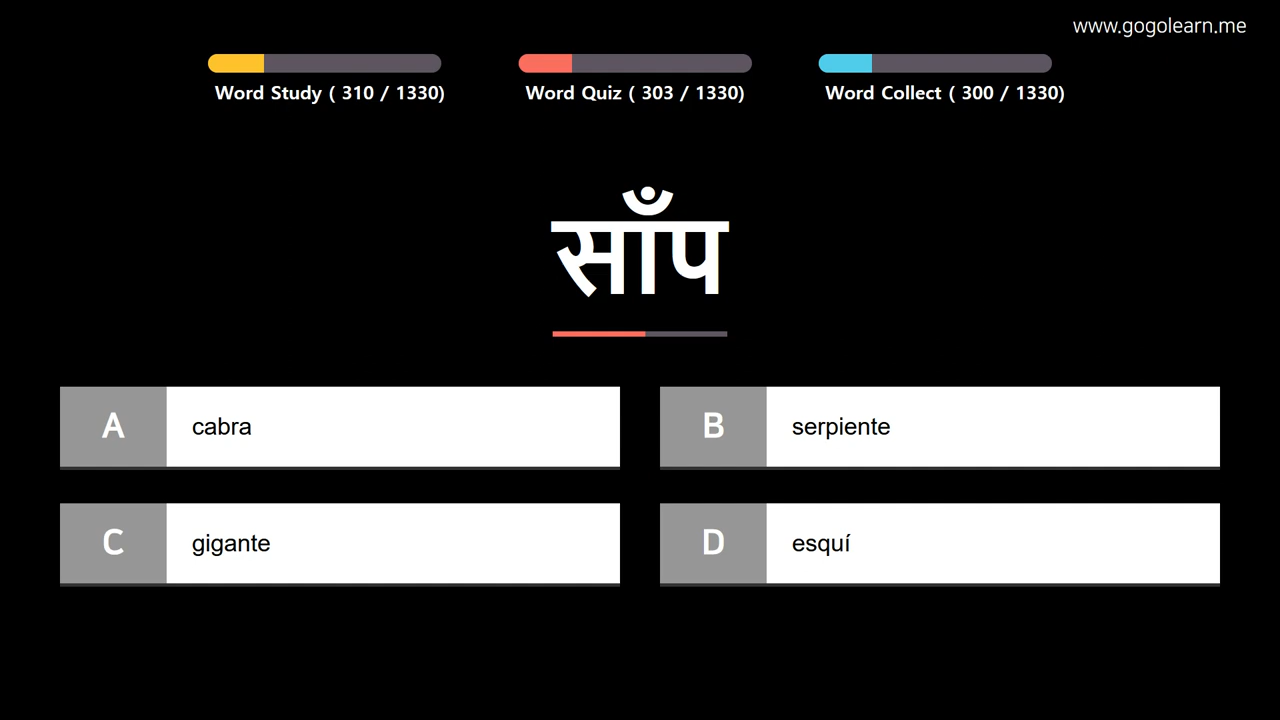 www.gogolearn.me
Word Study ( 310 / 1330)
Word Quiz ( 303 / 1330)
Word Collect ( 300 / 1330)
साँप
A cabra
B serpiente
C gigante
D esquí